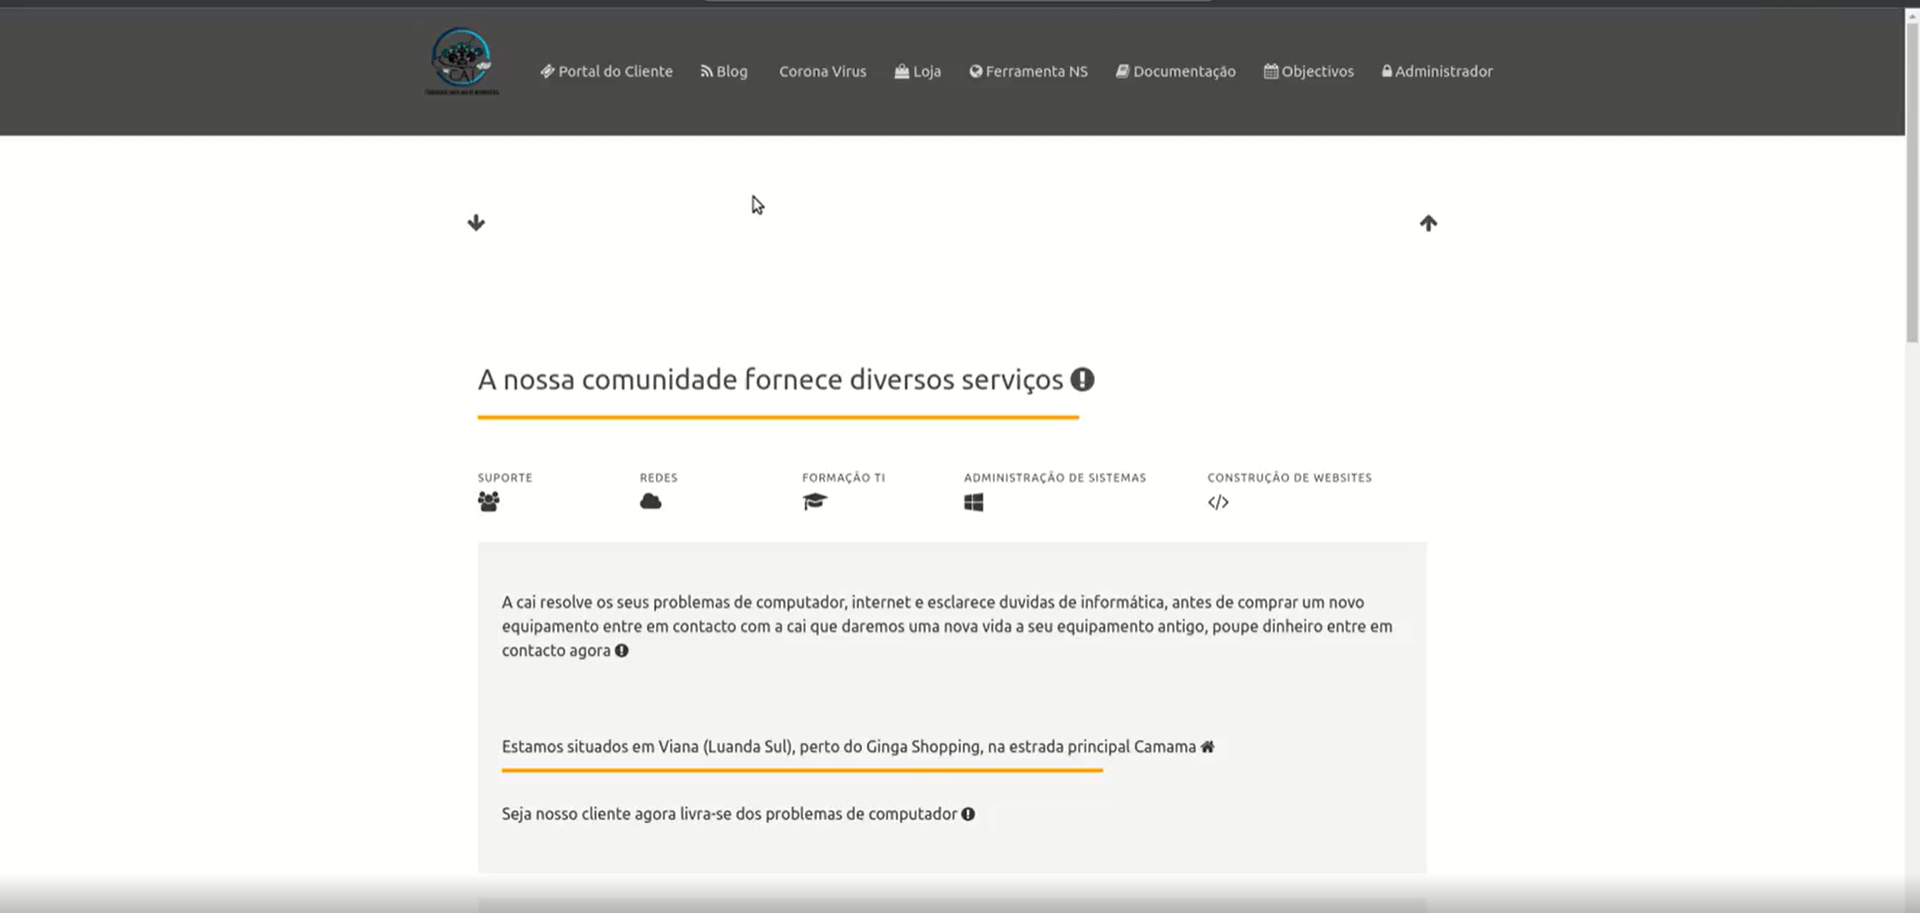 CAI
Portal do Cliente Blog Corona Virus Loja Ferramenta NS Documentação Objectivos Administrador
A nossa comunidade fornece diversos serviços
SUPORTE REDES FORMAÇÃO TI ADMINISTRAÇÃO DE SISTEMAS CONSTRUÇÃO DE WEBSITES
A cai resolve os seus problemas de computador, internet e esclarece duvidas de informática, antes de comprar um novo
equipamento entre em contacto com a cai que daremos uma nova vida a seu equipamento antigo, poupe dinheiro entre em
contacto agora
Estamos situados em Viana (Luanda Sul), perto do Ginga Shopping, na estrada principal Camama
Seja nosso cliente agora livra-se dos problemas de computador